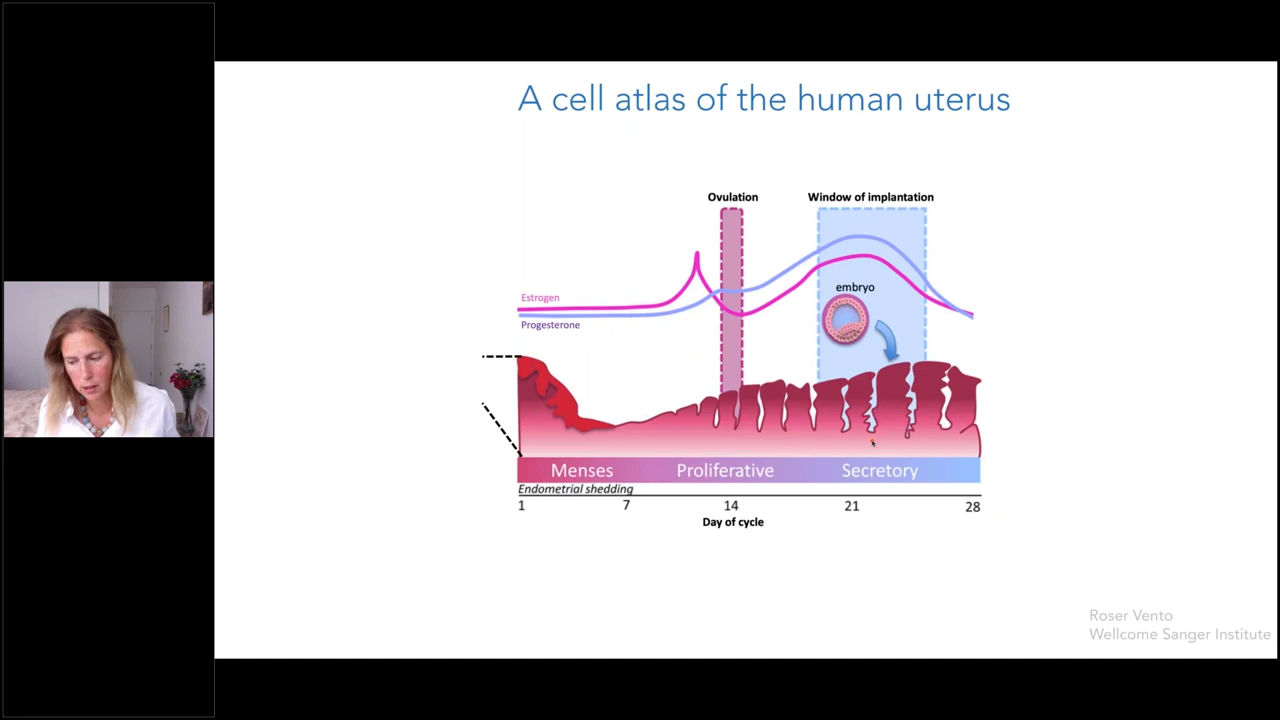 A cell atlas of the human uterus
Ovulation
Window of implantation
embryo
Estrogen
Progesterone
Menses
Proliferative
Secretory
Endometrial shedding
1
7
14
21
28
Day of cycle
Roser Vento
Wellcome Sanger Institute